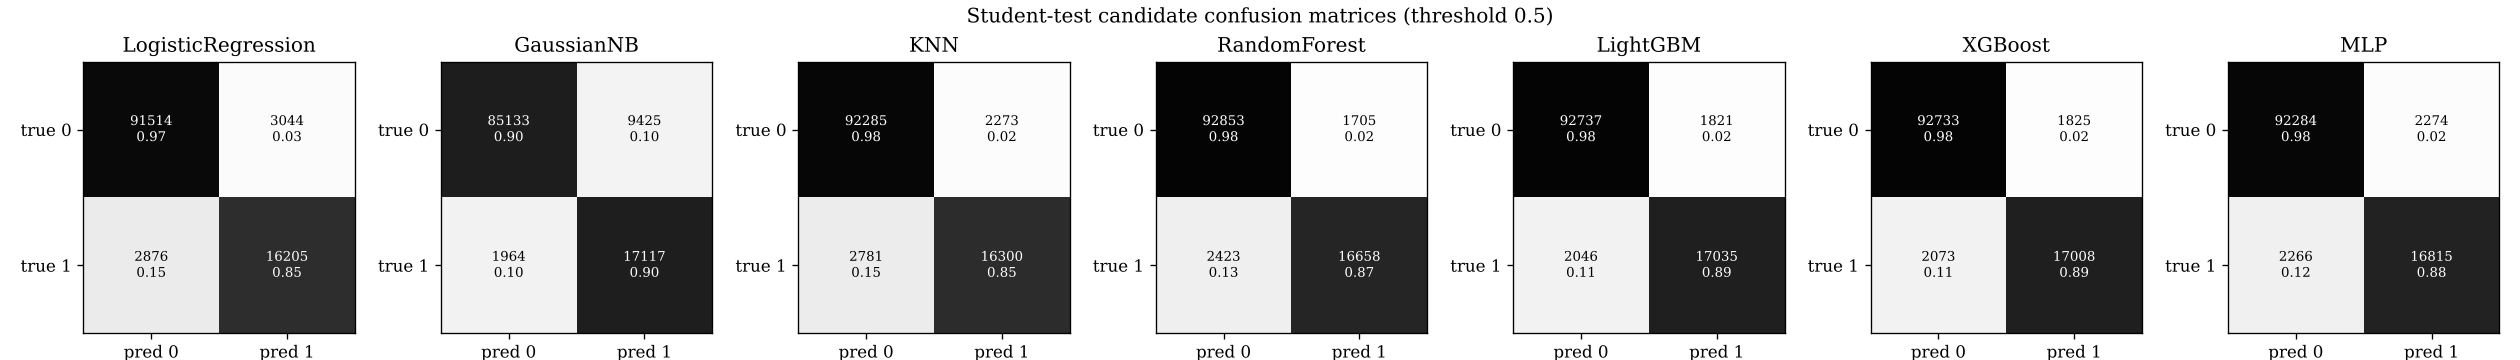 Student-test candidate confusion matrices (threshold 0.5)
LogisticRegression
true 0
91514
0.97
3044
0.03
true 1
2876
0.15
16205
0.85
pred 0
pred 1
GaussianNB
true 0
85133
0.90
9425
0.10
true 1
1964
0.10
17117
0.90
pred 0
pred 1
KNN
true 0
92285
0.98
2273
0.02
true 1
2781
0.15
16300
0.85
pred 0
pred 1
RandomForest
true 0
92853
0.98
1705
0.02
true 1
2423
0.13
16658
0.87
pred 0
pred 1
LightGBM
true 0
92737
0.98
1821
0.02
true 1
2046
0.11
17035
0.89
pred 0
pred 1
XGBoost
true 0
92733
0.98
1825
0.02
true 1
2073
0.11
17008
0.89
pred 0
pred 1
MLP
true 0
92284
0.98
2274
0.02
true 1
2266
0.12
16815
0.88
pred 0
pred 1